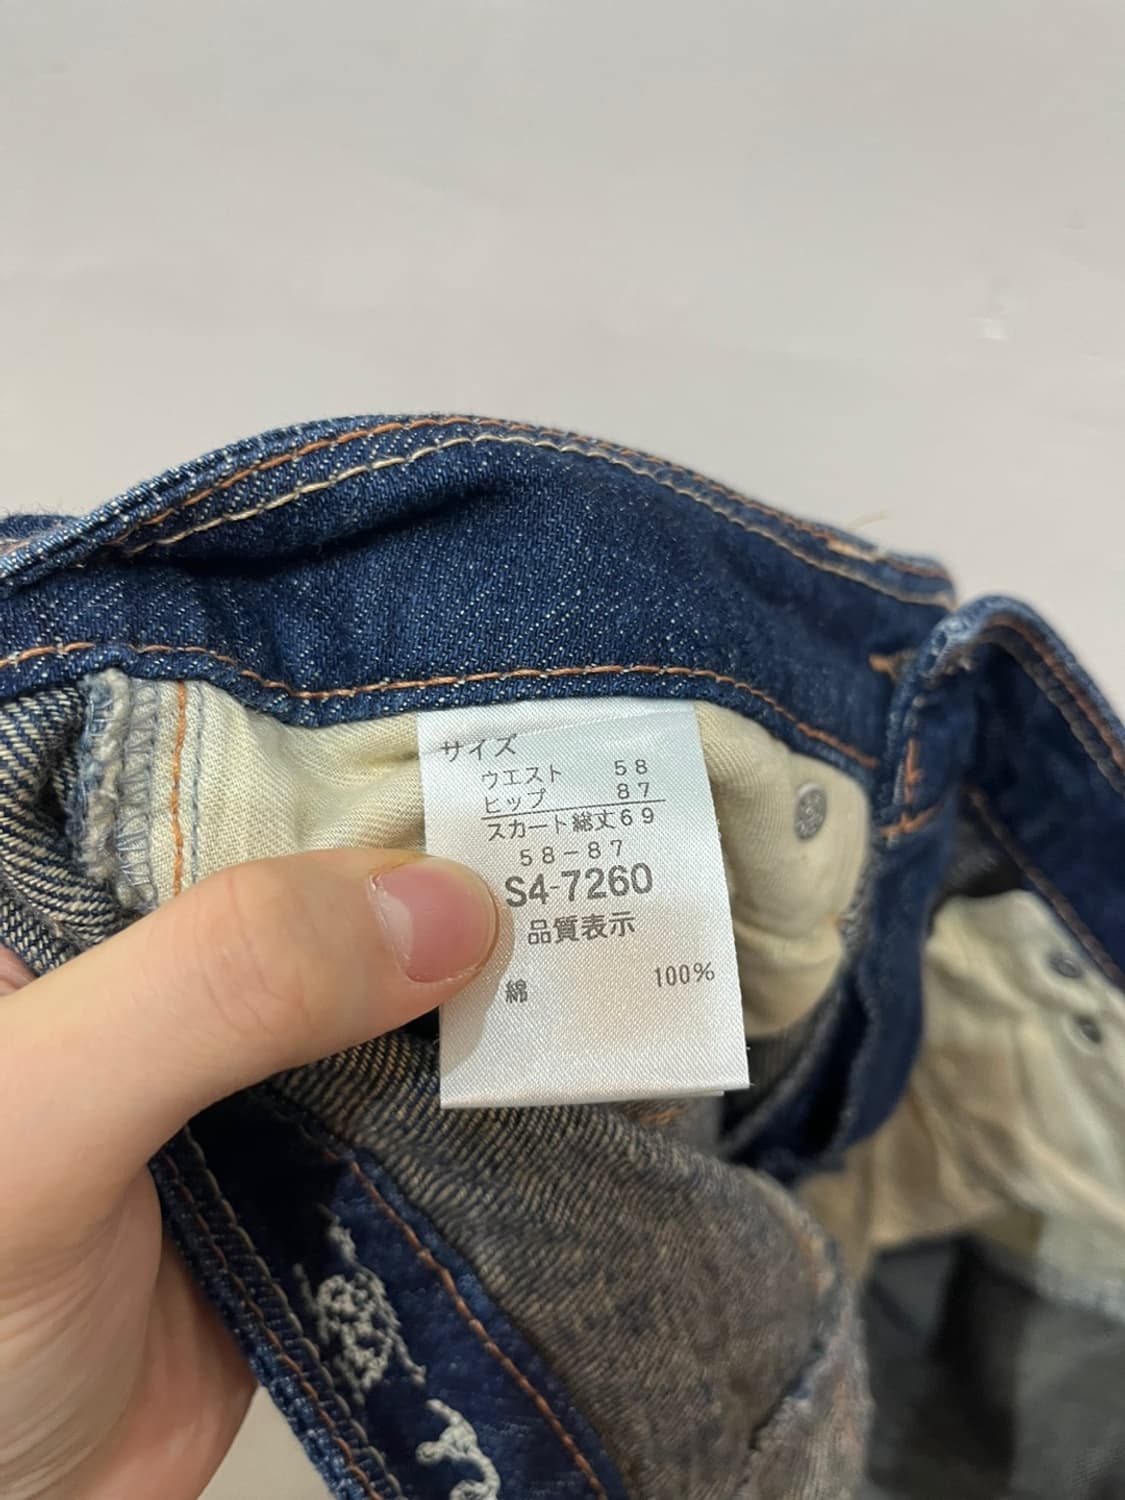 サイズ
ウエスト 58
ヒップ 87
スカート総丈69
58-87
S4-7260
品質表示
綿 100%